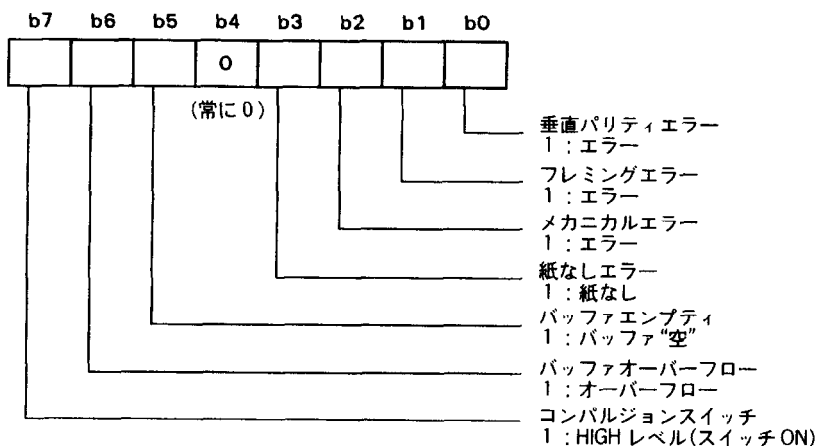 b7 b6 b5 b4 b3 b2 b1 b0
0
(常に0)
垂直パリティエラー
1：エラー
フレミングエラー
1：エラー
メカニカルエラー
1：エラー
紙なしエラー
1：紙なし
バッファエンプティ
1：バッファ“空”
バッファオーバーフロー
1：オーバーフロー
コンパルジョンスイッチ
1：HIGHレベル(スイッチON)